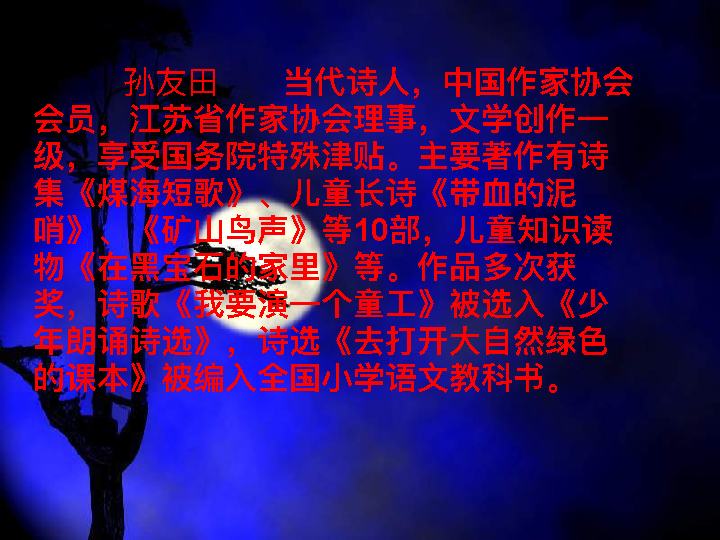 孙友田　　当代诗人，中国作家协会
会员，江苏省作家协会理事，文学创作一
级，享受国务院特殊津贴。主要著作有诗
集《煤海短歌》、儿童长诗《带血的泥
哨》、《矿山鸟声》等10部，儿童知识读
物《在黑宝石的家里》等。作品多次获
奖，诗歌《我要演一个童工》被选入《少
年朗诵诗选》，诗选《去打开大自然绿色
的课本》被编入全国小学语文教科书。